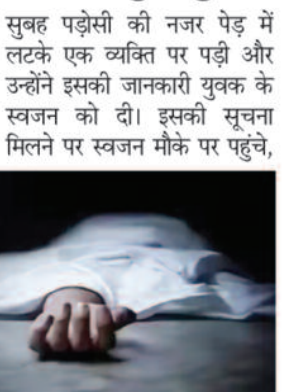 सुबह पड़ोसी की नजर पेड़ में
लटके एक व्यक्ति पर पड़ी और
उन्होंने इसकी जानकारी युवक के
स्वजन को दी। इसकी सूचना
मिलने पर स्वजन मौके पर पहुंचे,